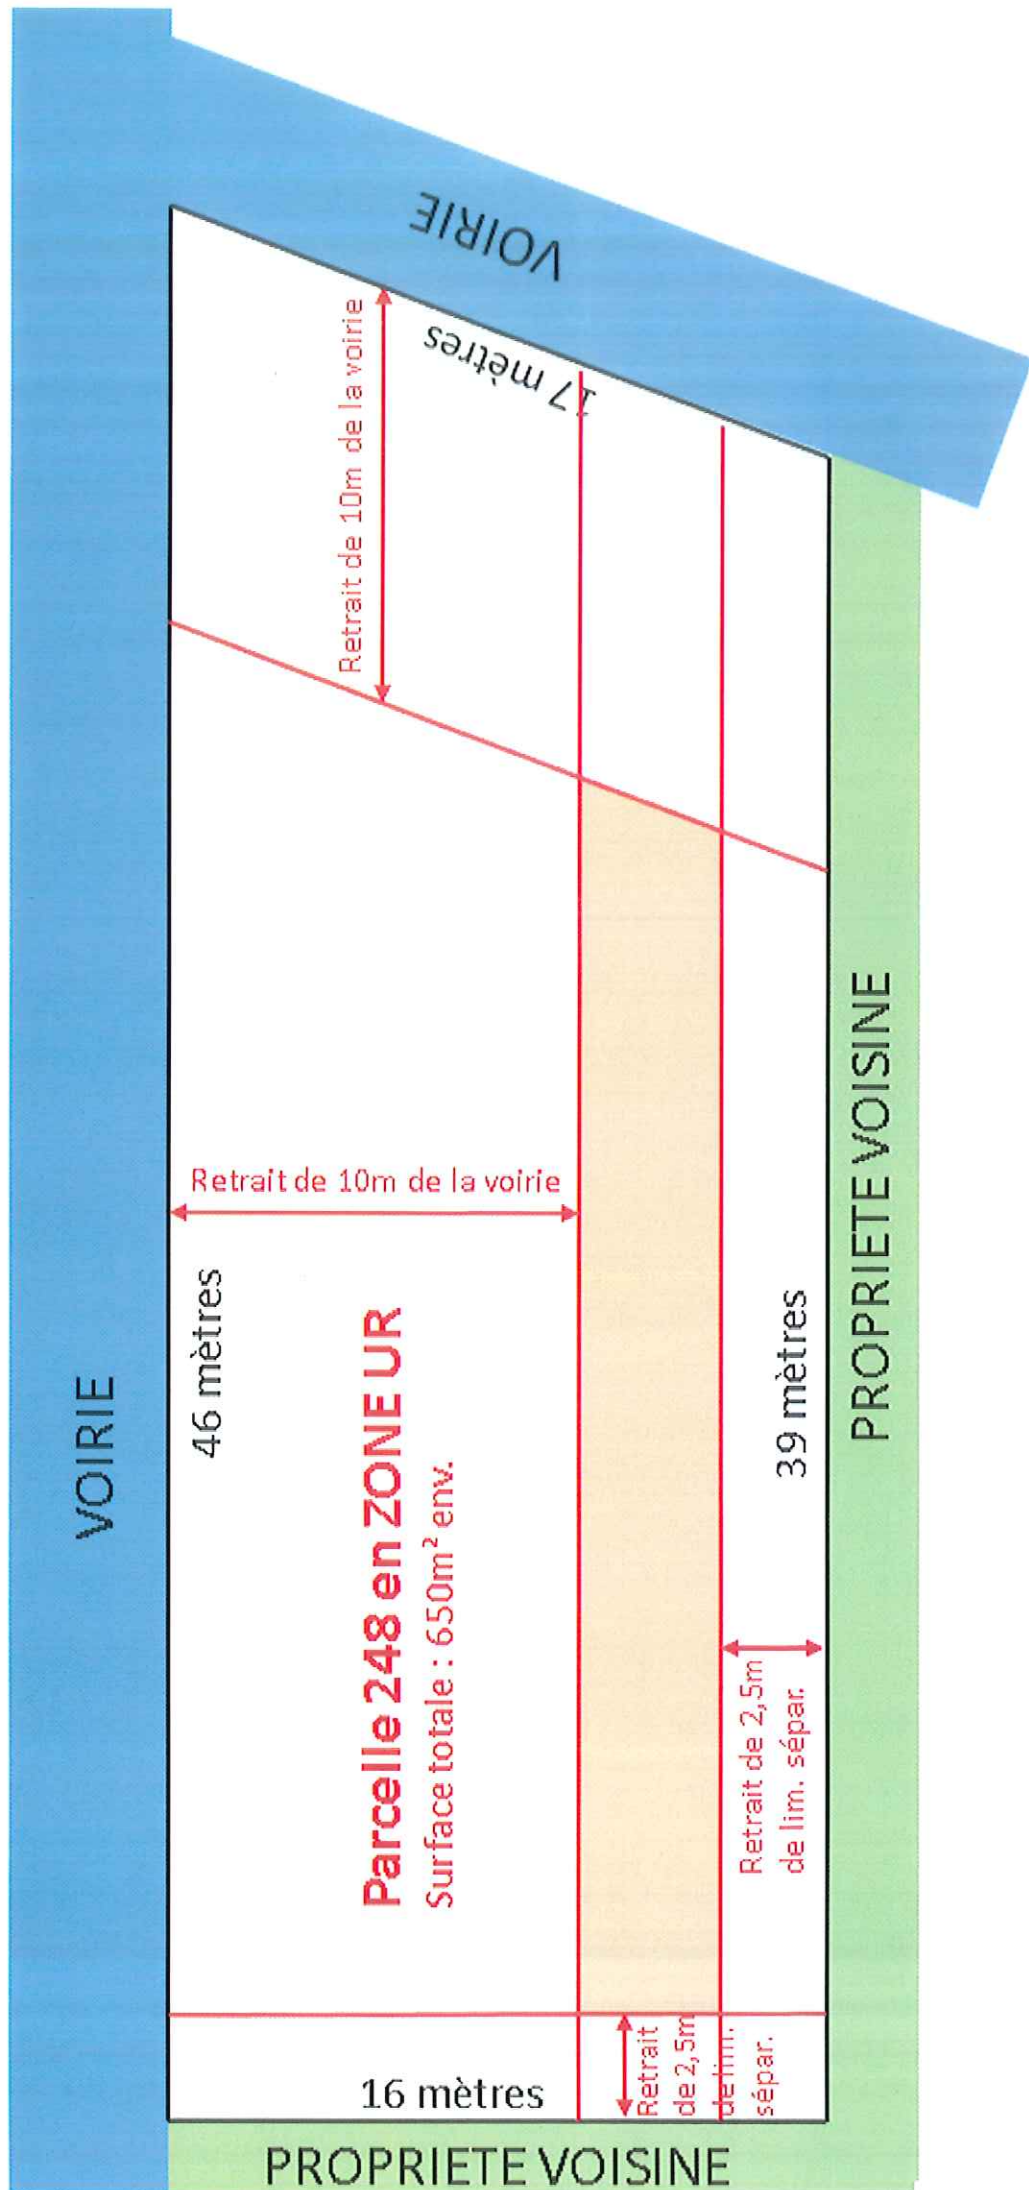 VOIRIE
17 mètres
Retrait de 10m de la voirie
Retrait de 10m de la voirie
VOIRIE
46 mètres
Parcelle 248 en ZONE UR
Surface totale : 650m² env.
39 mètres
PROPRIETE VOISINE
Retrait de 2,5m
de lim. sépar.
16 mètres
Retrait
de 2,5m
de lim.
sépar.
PROPRIETE VOISINE